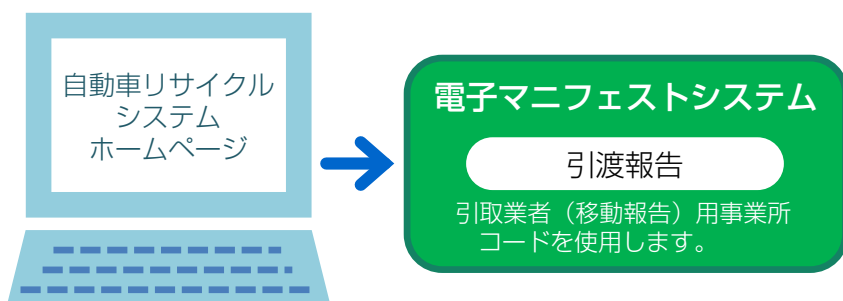 自動車リサイクル
システム
ホームページ
電子マニフェストシステム
引渡報告
引取業者（移動報告）用事業所
コードを使用します。